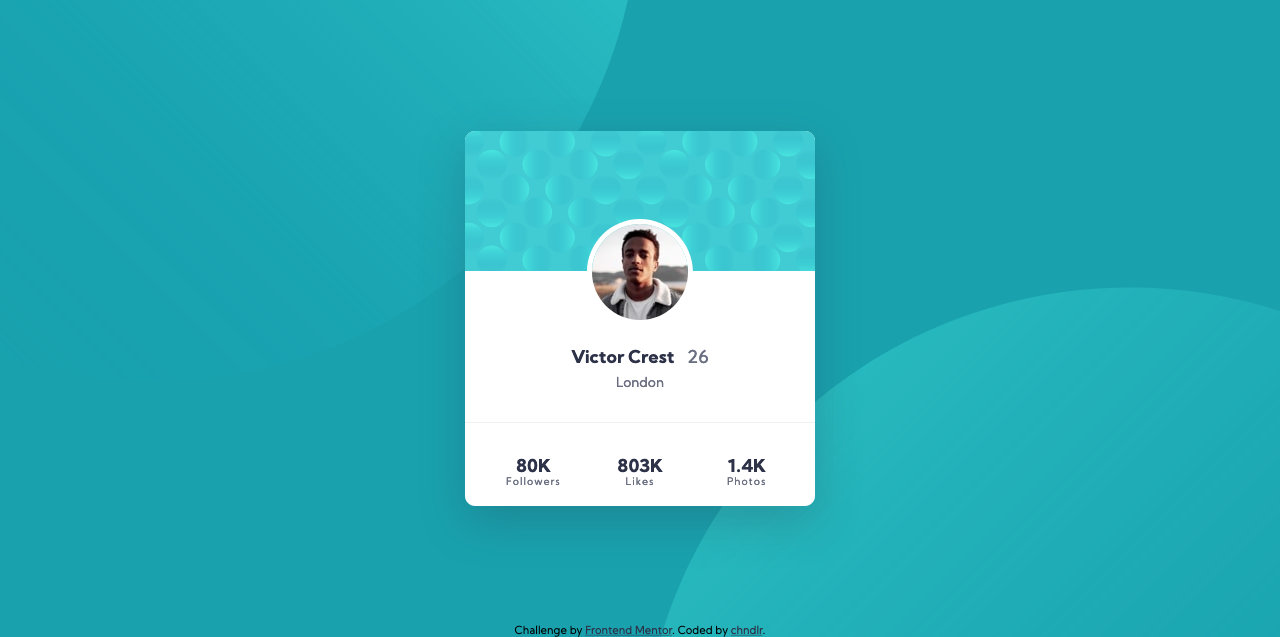 Victor Crest 26
London
80K 803K 1.4K
Followers Likes Photos
Challenge by Frontend Mentor. Coded by chndlr.